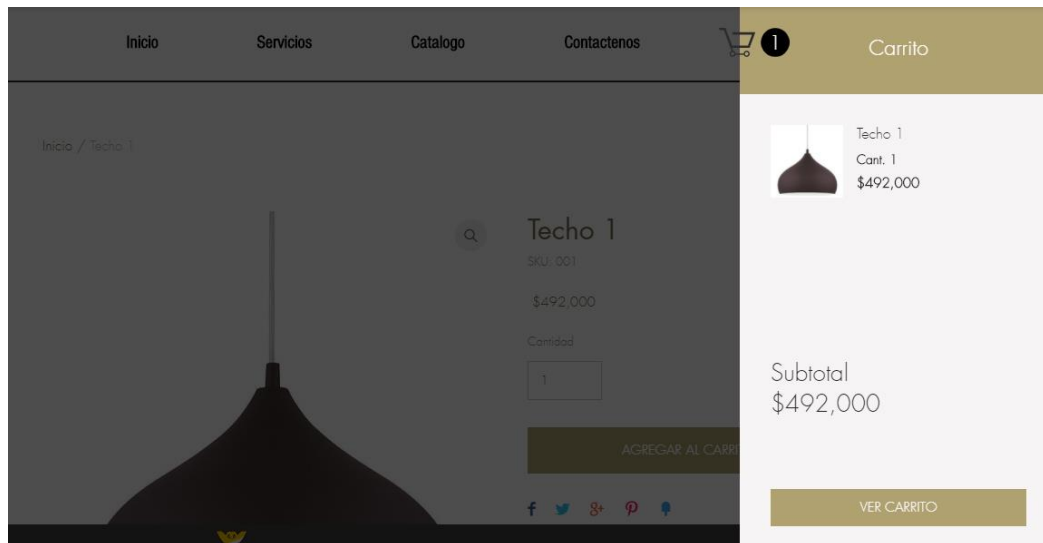 Inicio Servicios Catalogo Contactenos 1 Carrito
Inicio / Techo 1
Techo 1
Cant. 1
$492,000
Techo 1
SKU: 001
$492,000
Cantidad
1
AGREGAR AL
Subtotal
$492,000
VER CARRITO